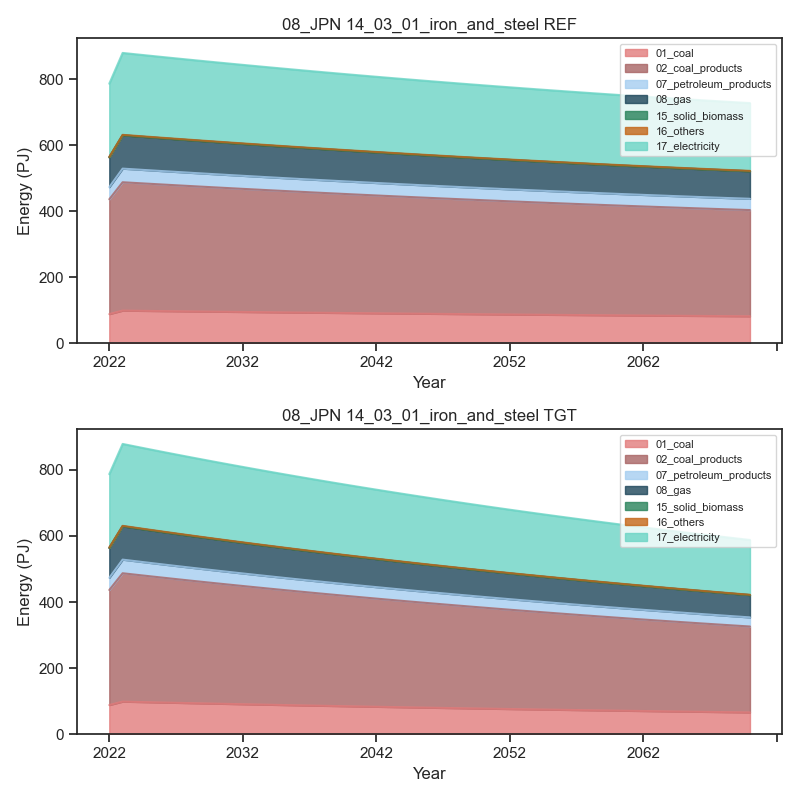 08_JPN 14_03_01_iron_and_steel REF
01_coal
02_coal_products
07_petroleum_products
08_gas
15_solid_biomass
16_others
17_electricity
800
600
400
200
0
Energy (PJ)
2022 2032 2042 2052 2062
Year
08_JPN 14_03_01_iron_and_steel TGT
01_coal
02_coal_products
07_petroleum_products
08_gas
15_solid_biomass
16_others
17_electricity
800
600
400
200
0
Energy (PJ)
2022 2032 2042 2052 2062
Year